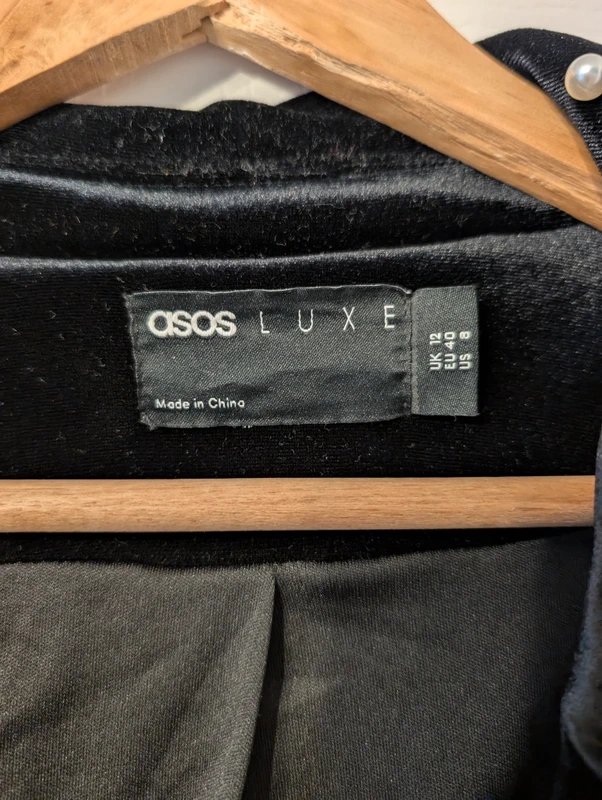 asos LUXE
Made in China
UK 12
EU 40
US 8